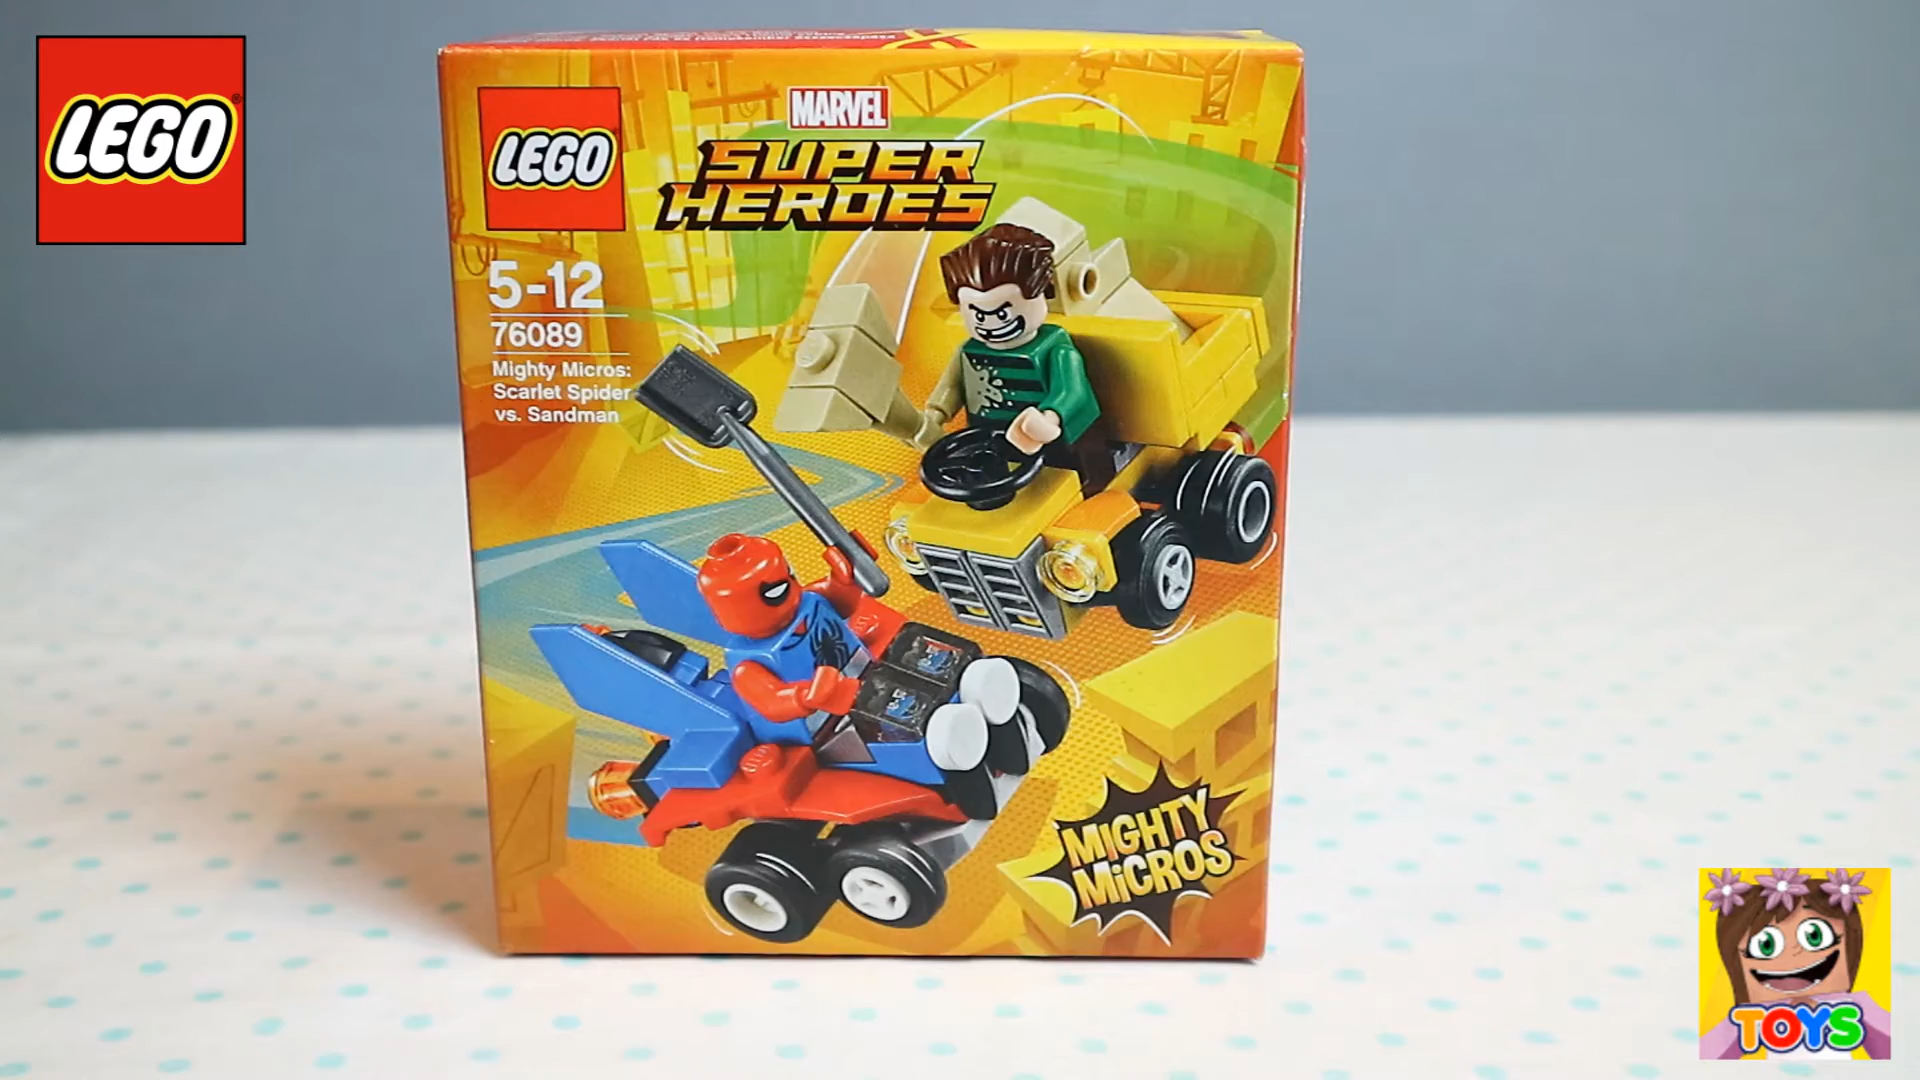 LEGO
LEGO
MARVEL
SUPER
HEROES
5-12
76089
Mighty Micros:
Scarlet Spider
vs. Sandman
MIGHTY
MiCROS
TOYS